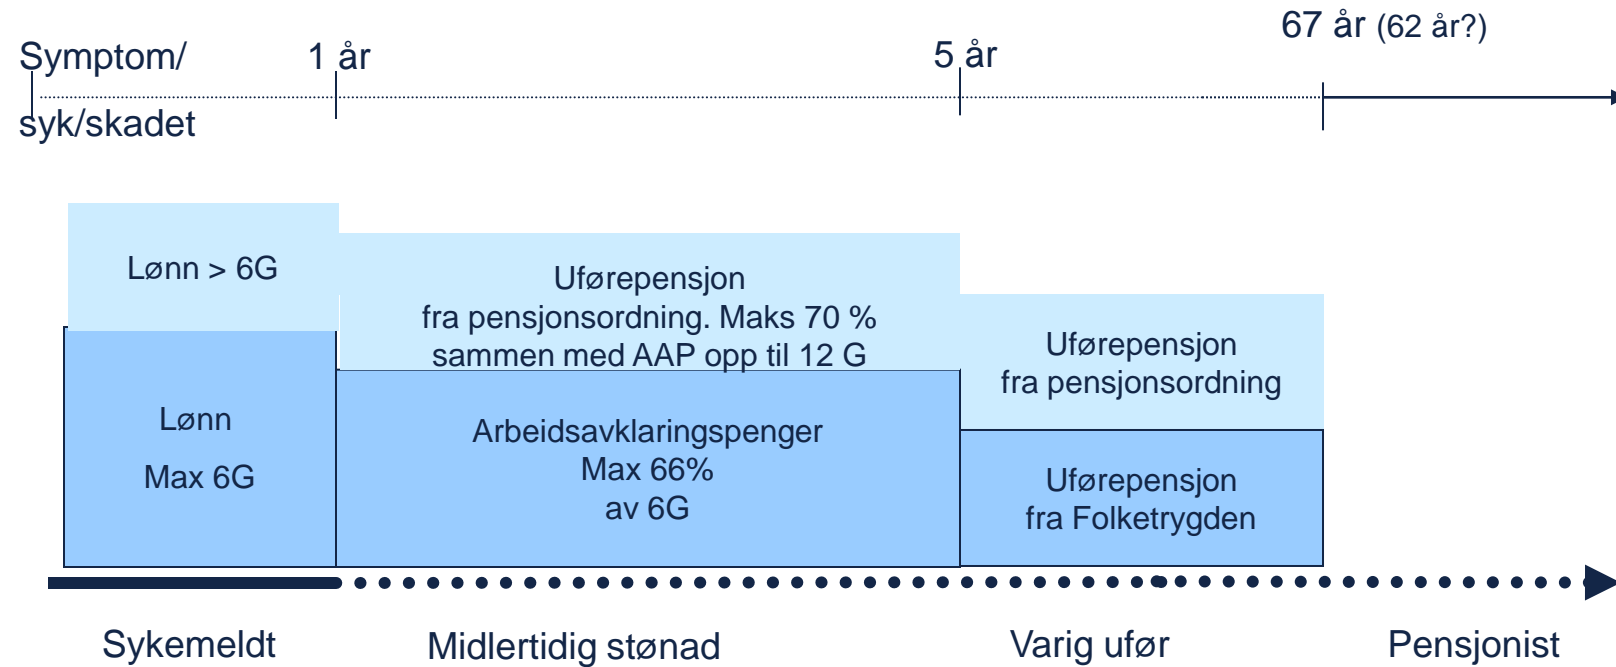 67 år (62 år?)
Symptom/
1 år
5 år
syk/skadet
Lønn > 6G
Lønn
Max 6G
Uførepensjon
fra pensjonsordning. Maks 70 %
sammen med AAP opp til 12 G
Arbeidsavklaringspenger
Max 66%
av 6G
Uførepensjon
fra pensjonsordning
Uførepensjon
fra Folketrygden
Sykemeldt
Midlertidig stønad
Varig ufør
Pensjonist